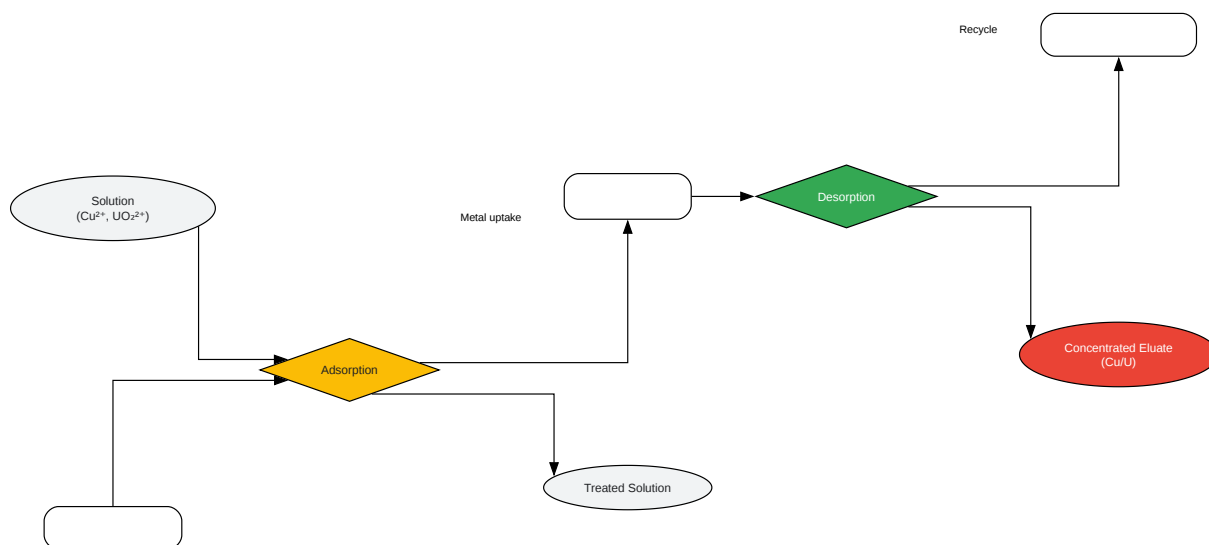 Recycle
Solution
(Cu²⁺, UO₂²⁺)
Desorption
Metal uptake
Concentrated Eluate
(Cu/U)
Adsorption
Treated Solution